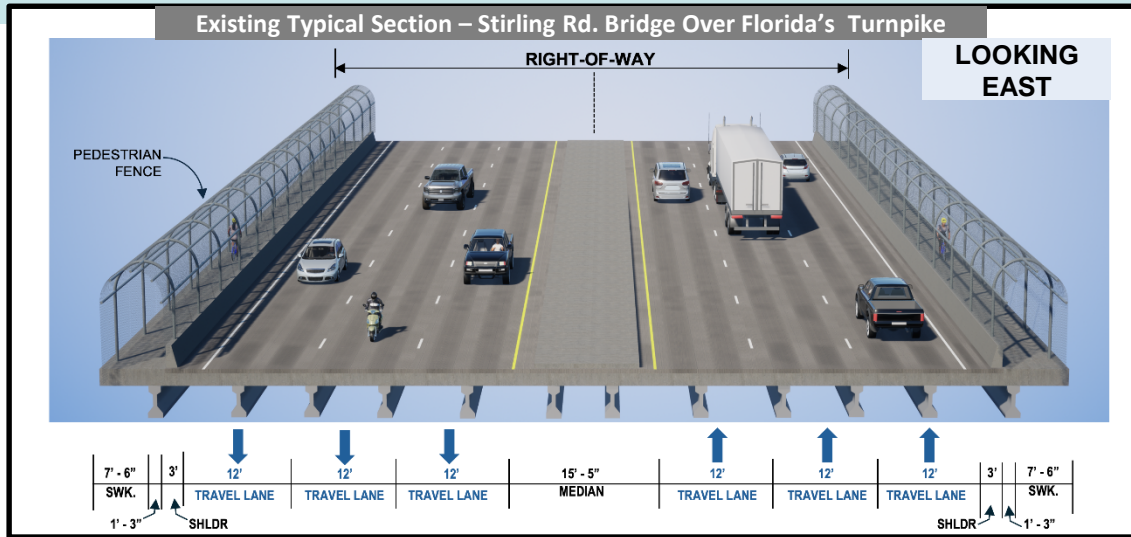 Existing Typical Section – Stirling Rd. Bridge Over Florida's Turnpike
RIGHT-OF-WAY
LOOKING
EAST
PEDESTRIAN
FENCE
7' - 6" 3' 12' 12' 12' 15' - 5" 12' 12' 12' 3' 7' - 6"
SWK. TRAVEL LANE TRAVEL LANE TRAVEL LANE MEDIAN TRAVEL LANE TRAVEL LANE TRAVEL LANE SWK.
1' - 3" SHLDR SHLDR 1' - 3"